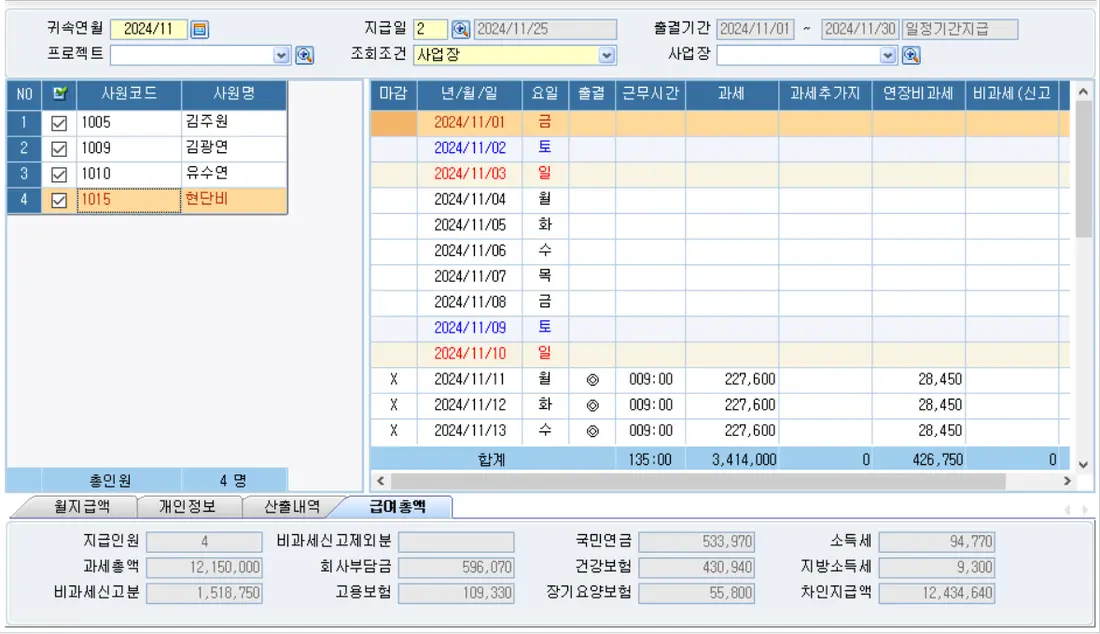 귀속연월 2024/11 지급일 2 2024/11/25 출결기간 2024/11/01 ~ 2024/11/30 일정기간지급
프로젝트 조회조건 사업장 사업장
NO 사원코드 사원명
1 1005 김주원
2 1009 김광연
3 1010 유수연
4 1015 현단비
총인원 4 명
마감 년/월/일 요일 출결 근무시간 과세 과세추가지 연장비과세 비과세(신고
2024/11/01 금
2024/11/02 토
2024/11/03 일
2024/11/04 월
2024/11/05 화
2024/11/06 수
2024/11/07 목
2024/11/08 금
2024/11/09 토
2024/11/10 일
X 2024/11/11 월 ◎ 009:00 227,600 28,450
X 2024/11/12 화 ◎ 009:00 227,600 28,450
X 2024/11/13 수 ◎ 009:00 227,600 28,450
합계 135:00 3,414,000 0 426,750 0
월지급액 개인정보 산출내역 급여총액
지급인원 4 비과세신고제외분 국민연금 533,970 소득세 94,770
과세총액 12,150,000 회사부담금 596,070 건강보험 430,940 지방소득세 9,300
비과세신고분 1,518,750 고용보험 109,330 장기요양보험 55,800 차인지급액 12,434,640